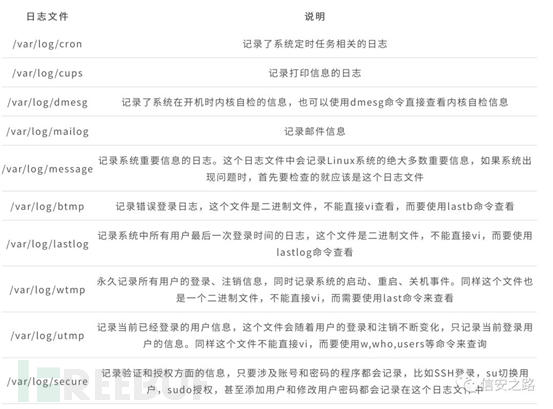 日志文件 说明
/var/log/cron 记录了系统定时任务相关的日志
/var/log/cups 记录打印信息的日志
/var/log/dmesg 记录了系统在开机时内核自检的信息，也可以使用dmesg命令直接查看内核自检信息
/var/log/mailog 记录邮件信息
/var/log/message 记录系统重要信息的日志。这个日志文件中会记录Linux系统的绝大多数重要信息，如果系统出
现问题时，首先要检查的就应该是这个日志文件
/var/log/btmp 记录错误登录日志，这个文件是二进制文件，不能直接vi查看，而要使用lastb命令查看
/var/log/lastlog 记录系统中所有用户最后一次登录时间的日志，这个文件是二进制文件，不能直接vi，而要使用
lastlog命令查看
/var/log/wtmp 永久记录所有用户的登录、注销信息，同时记录系统的启动、重启、关机事件。同样这个文件也
是一个二进制文件，不能直接vi，而需要使用last命令来查看
/var/log/utmp 记录当前已经登录的用户信息，这个文件会随着用户的登录和注销不断变化，只记录当前登录用
户的信息。同样这个文件不能直接vi，而要使用w,who,users等命令来查询
/var/log/secure 记录验证和授权方面的信息，只要涉及账号和密码的程序都会记录，比如SSH登录，su切换用
户，sudo授权，甚至添加用户和修改用户密码都会记录在这个日志文件中
REEBUF
信安之路